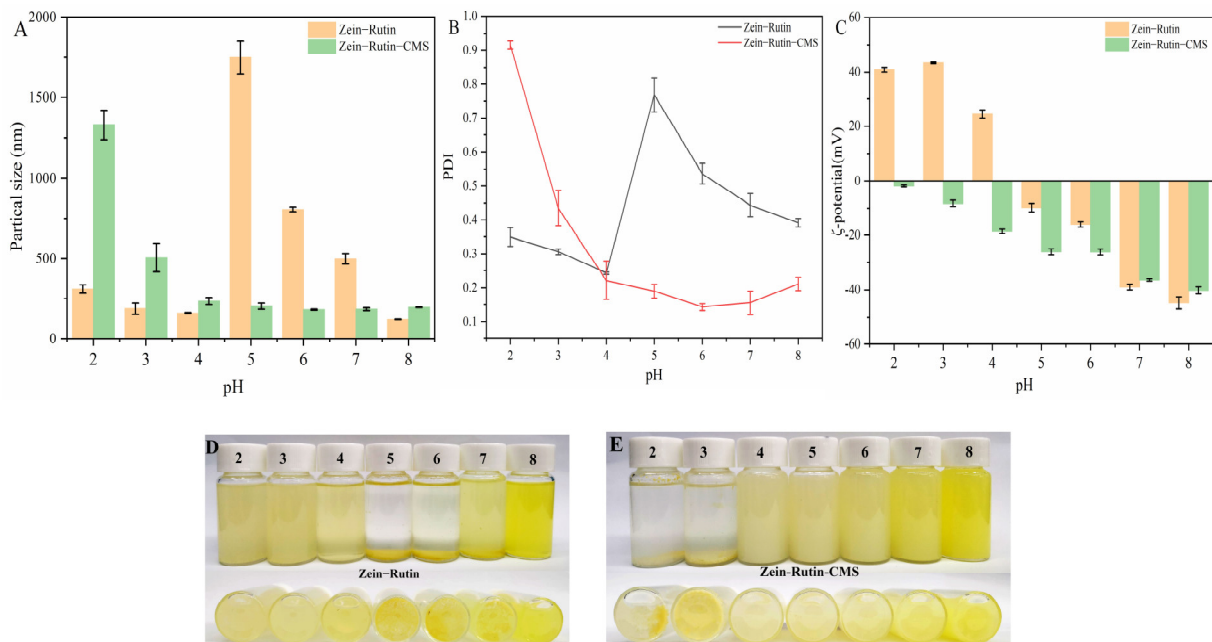 A
Partical size (nm)
2000
1750
1500
1250
1000
750
500
250
0
Zein−Rutin
Zein-Rutin-CMS
2 3 4 5 6 7 8
pH
B
PDI
1.0
0.9
0.8
0.7
0.6
0.5
0.4
0.3
0.2
0.1
Zein-Rutin
Zein-Rutin-CMS
2 3 4 5 6 7 8
pH
C
ζ-potential(mV)
60
40
20
0
-20
-40
-60
Zein−Rutin
Zein-Rutin-CMS
2 3 4 5 6 7 8
pH
D
2 3 4 5 6 7 8
Zein−Rutin
E
2 3 4 5 6 7 8
Zein-Rutin-CMS